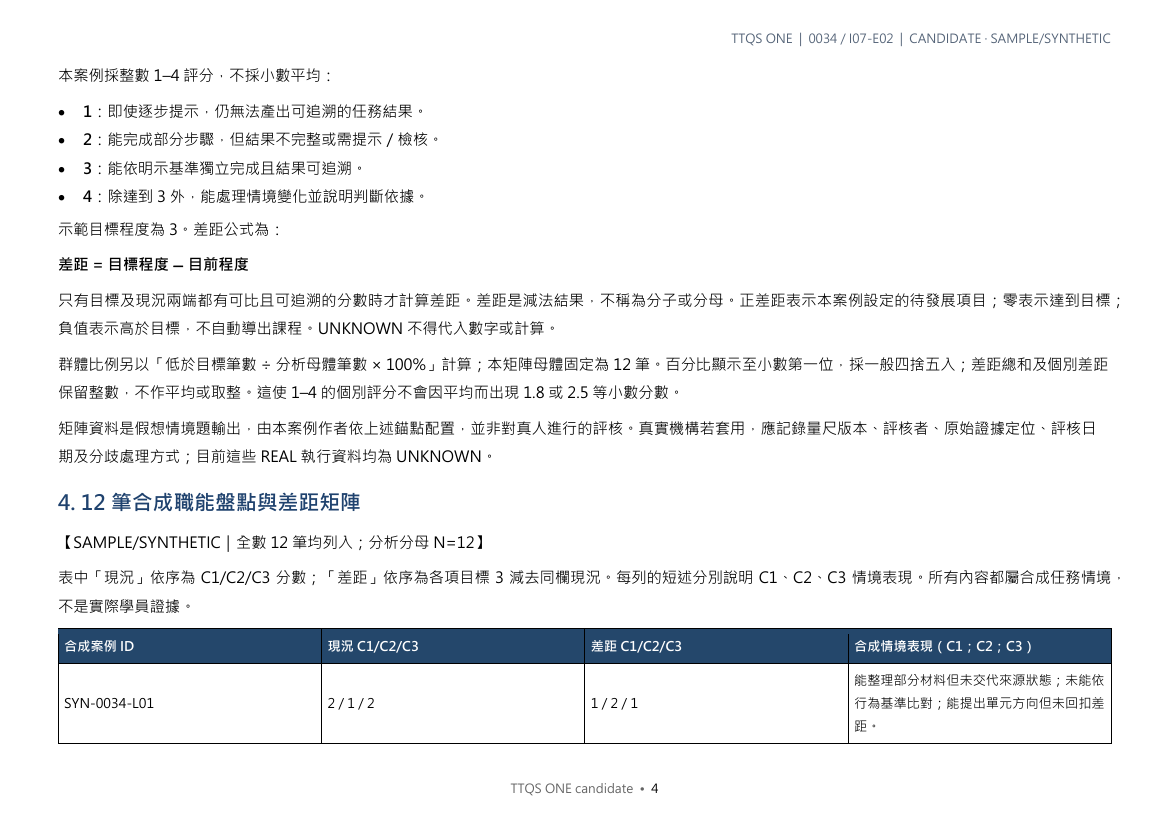 TTQS ONE | 0034 / I07-E02 | CANDIDATE · SAMPLE/SYNTHETIC
本案例採整數 1–4 評分，不採小數平均：
• 1：即使逐步提示，仍無法產出可追溯的任務結果。
• 2：能完成部分步驟，但結果不完整或需提示 / 檢核。
• 3：能依明示基準獨立完成且結果可追溯。
• 4：除達到 3 外，能處理情境變化並說明判斷依據。
示範目標程度為 3。差距公式為：
差距 = 目標程度 – 目前程度
只有目標及現況兩端都有可比且可追溯的分數時才計算差距。差距是減法結果，不稱為分子或分母。正差距表示本案例設定的待發展項目；零表示達到目標；
負值表示高於目標，不自動導出課程。UNKNOWN 不得代入數字或計算。
群體比例另以「低於目標筆數 ÷ 分析母體筆數 × 100%」計算；本矩陣母體固定為 12 筆。百分比顯示至小數第一位，採一般四捨五入；差距總和及個別差距
保留整數，不作平均或取整。這使 1–4 的個別評分不會因平均而出現 1.8 或 2.5 等小數分數。
矩陣資料是假想情境題輸出，由本案例作者依上述錨點配置，並非對真人進行的評核。真實機構若套用，應記錄量尺版本、評核者、原始證據定位、評核日
期及分歧處理方式；目前這些 REAL 執行資料均為 UNKNOWN。
4. 12 筆合成職能盤點與差距矩陣
【SAMPLE/SYNTHETIC | 全數 12 筆均列入；分析分母 N=12】
表中「現況」依序為 C1/C2/C3 分數；「差距」依序為各項目標 3 減去同欄現況。每列的短述分別說明 C1、C2、C3 情境表現。所有內容都屬合成任務情境，
不是實際學員證據。
合成案例 ID
現況 C1/C2/C3
差距 C1/C2/C3
合成情境表現（C1；C2；C3）
SYN-0034-L01
2 / 1 / 2
1 / 2 / 1
能整理部分材料但未交代來源狀態；未能依
行為基準比對；能提出單元方向但未回扣差
距。
TTQS ONE candidate • 4